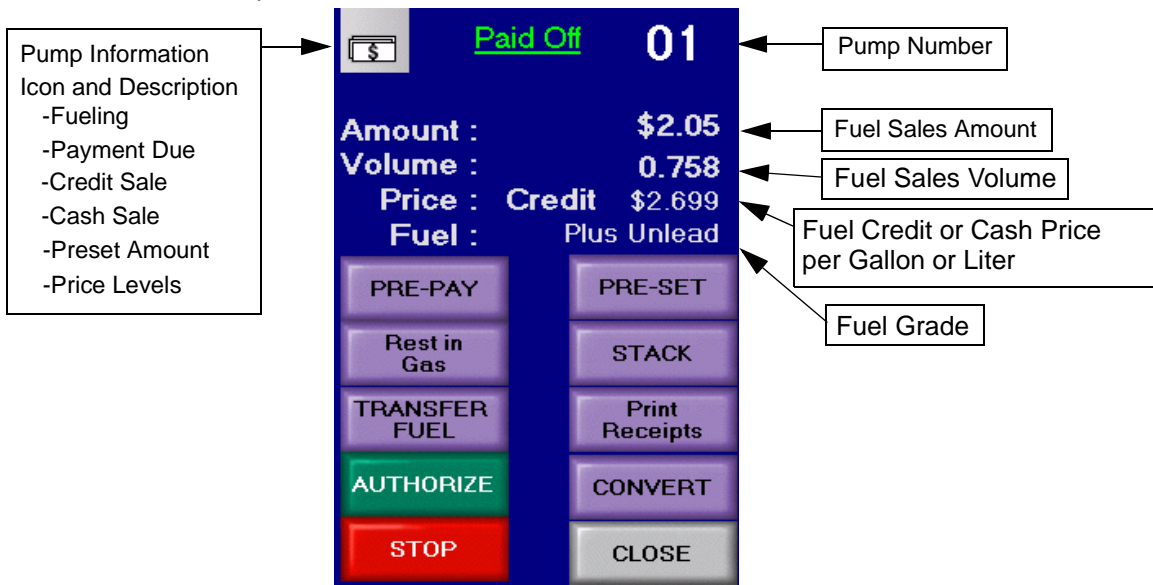 Pump Information
Icon and Description
-Fueling
-Payment Due
-Credit Sale
-Cash Sale
-Preset Amount
-Price Levels
$
Paid Off
01
Amount : $2.05
Volume : 0.758
Price : Credit $2.699
Fuel : Plus Unlead
PRE-PAY
PRE-SET
Rest in
Gas
STACK
TRANSFER
FUEL
Print
Receipts
AUTHORIZE
CONVERT
STOP
CLOSE
Pump Number
Fuel Sales Amount
Fuel Sales Volume
Fuel Credit or Cash Price
per Gallon or Liter
Fuel Grade